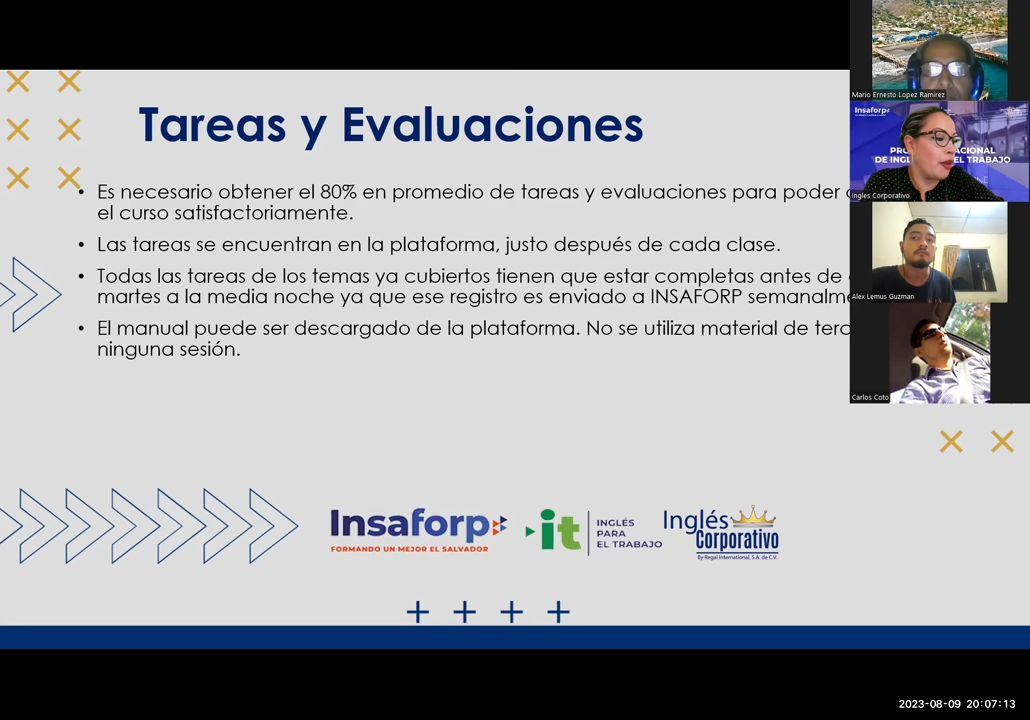 Tareas y Evaluaciones
• Es necesario obtener el 80% en promedio de tareas y evaluaciones para poder
el curso satisfactoriamente.
• Las tareas se encuentran en la plataforma, justo después de cada clase.
• Todas las tareas de los temas ya cubiertos tienen que estar completas antes de
martes a la media noche ya que ese registro es enviado a INSAFORP
• El manual puede ser descargado de la plataforma. No se utiliza material de
ninguna sesión.
Insaforp
FORMANDO UN MEJOR EL SALVADOR
it
INGLÉS
PARA
EL TRABAJO
Inglés
Corporativo
By Regal International, S.A. de C.V.
Mario Ernesto Lopez Ramirez
Insaforp
DE EL TRABAJO
Ingles Corporativo
Alex Lemus Guzman
Carlos Coto
2023-08-09 20:07:13